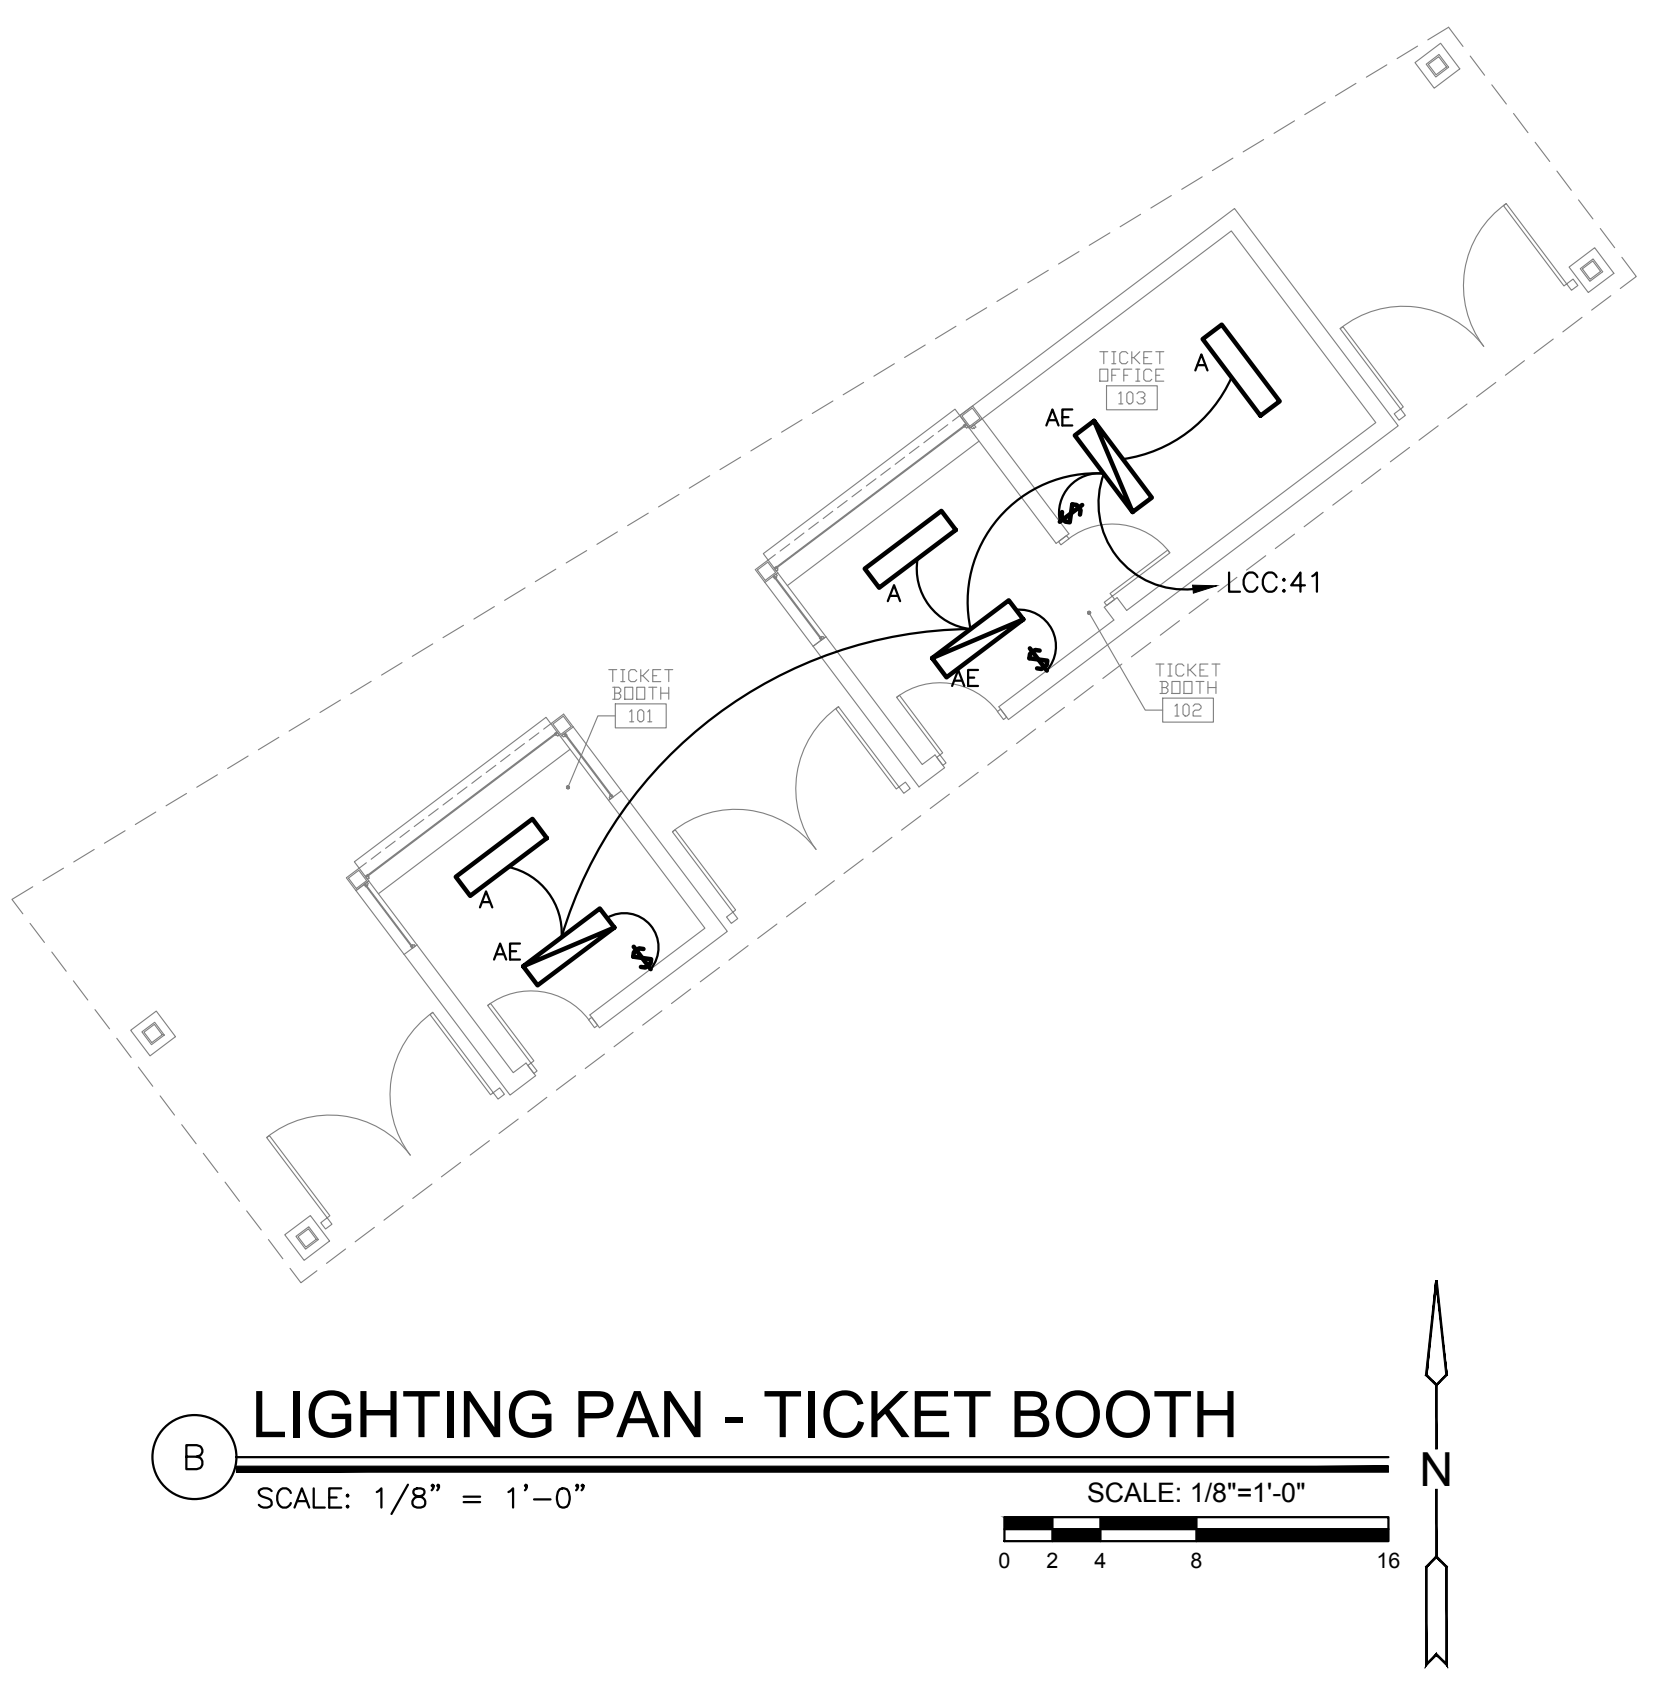 TICKET
OFFICE
103
A
AE
A
AE
LCC:41
TICKET
BOOTH
101
TICKET
BOOTH
102
A
AE
$
$
$
B
LIGHTING PAN - TICKET BOOTH
SCALE: 1/8" = 1'-0"
SCALE: 1/8"=1'-0"
0 2 4 8 16
N